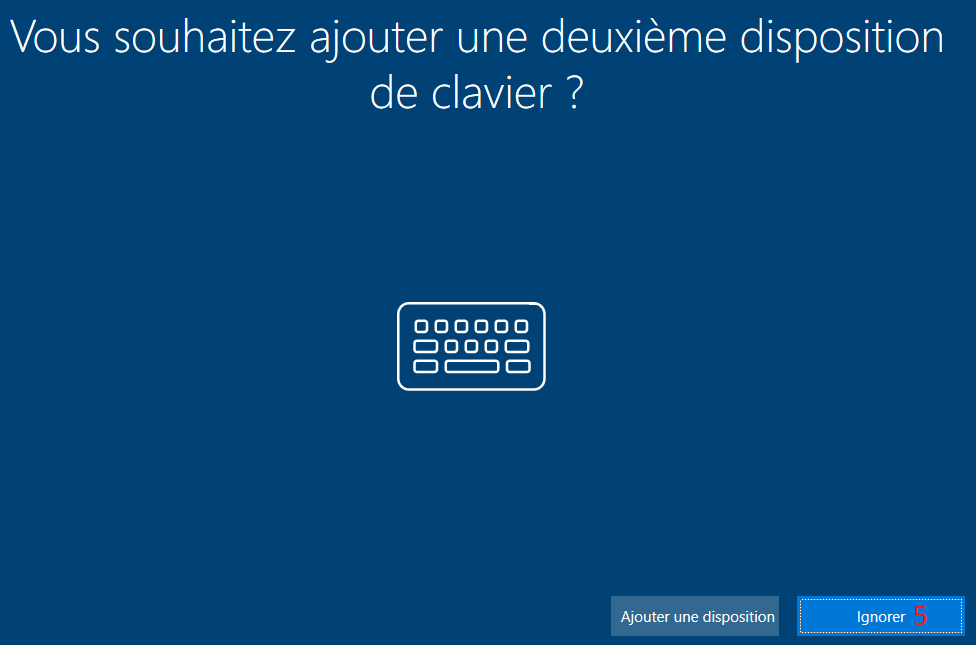 Vous souhaitez ajouter une deuxième disposition
de clavier ?
Ajouter une disposition
Ignorer 5